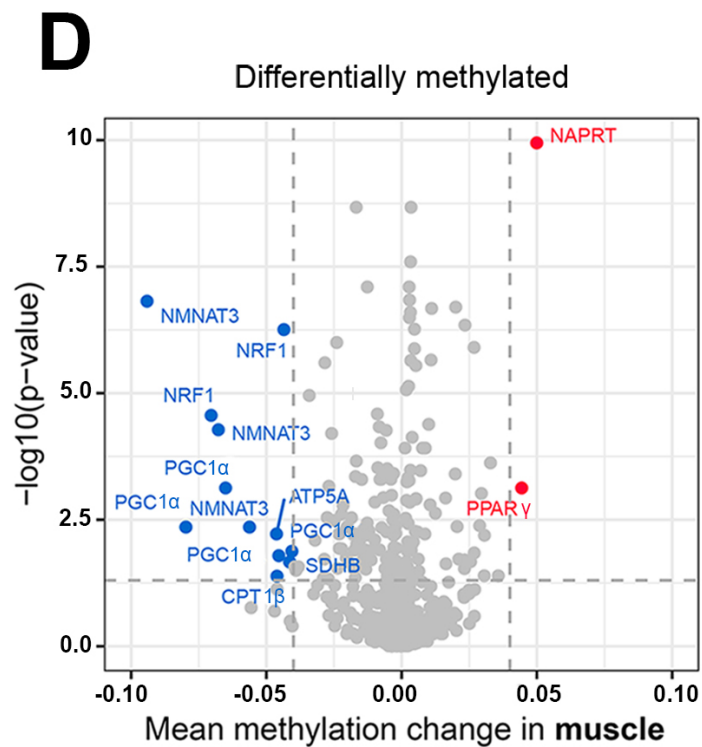 D
Differentially methylated
−log10(p−value)
10
7.5
5.0
2.5
0.0
NAPRT
NMNAT3
NRF1
NRF1
NMNAT3
PGC1α
PGC1α
NMNAT3
ATP5A
PPAR γ
PGC1α
PGC1α
SDHB
CPT1β
-0.10
-0.05
0.00
0.05
0.10
Mean methylation change in muscle